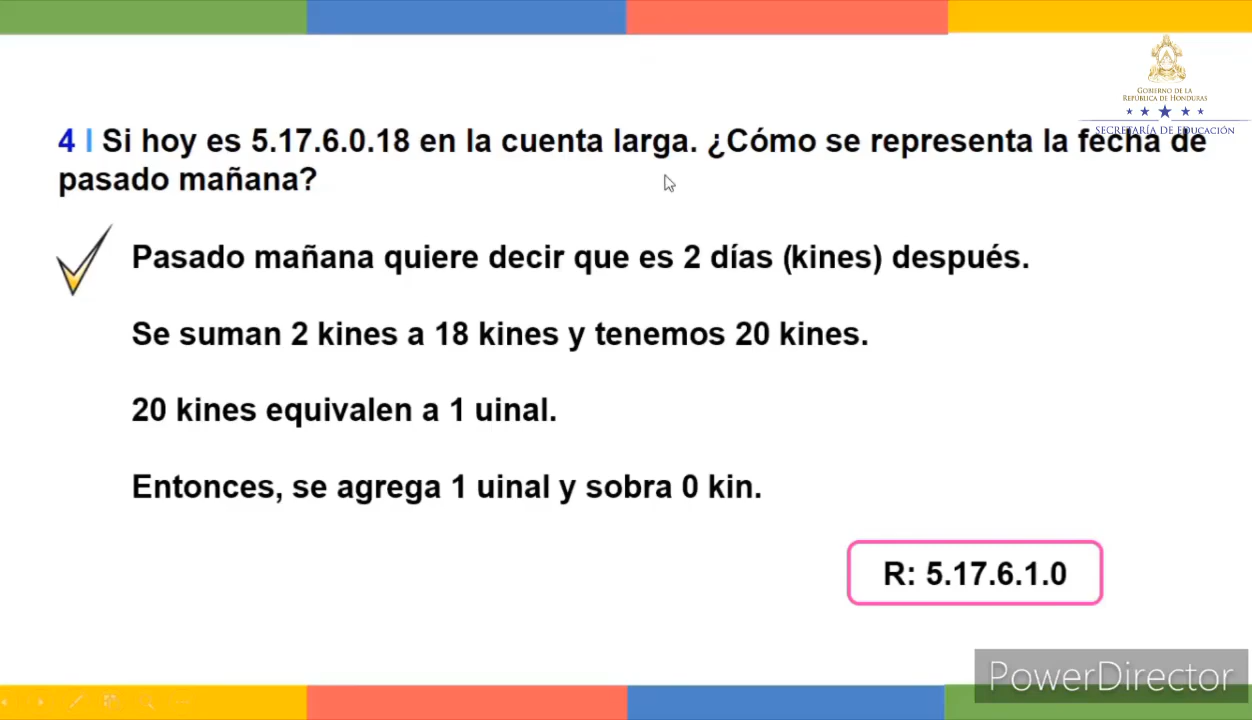 GOBIERNO DE LA
REPÚBLICA DE HONDURAS
SECRETARÍA DE EDUCACIÓN
4 | Si hoy es 5.17.6.0.18 en la cuenta larga. ¿Cómo se representa la fecha de
pasado mañana?
Pasado mañana quiere decir que es 2 días (kines) después.
Se suman 2 kines a 18 kines y tenemos 20 kines.
20 kines equivalen a 1 uinal.
Entonces, se agrega 1 uinal y sobra 0 kin.
R: 5.17.6.1.0
PowerDirector